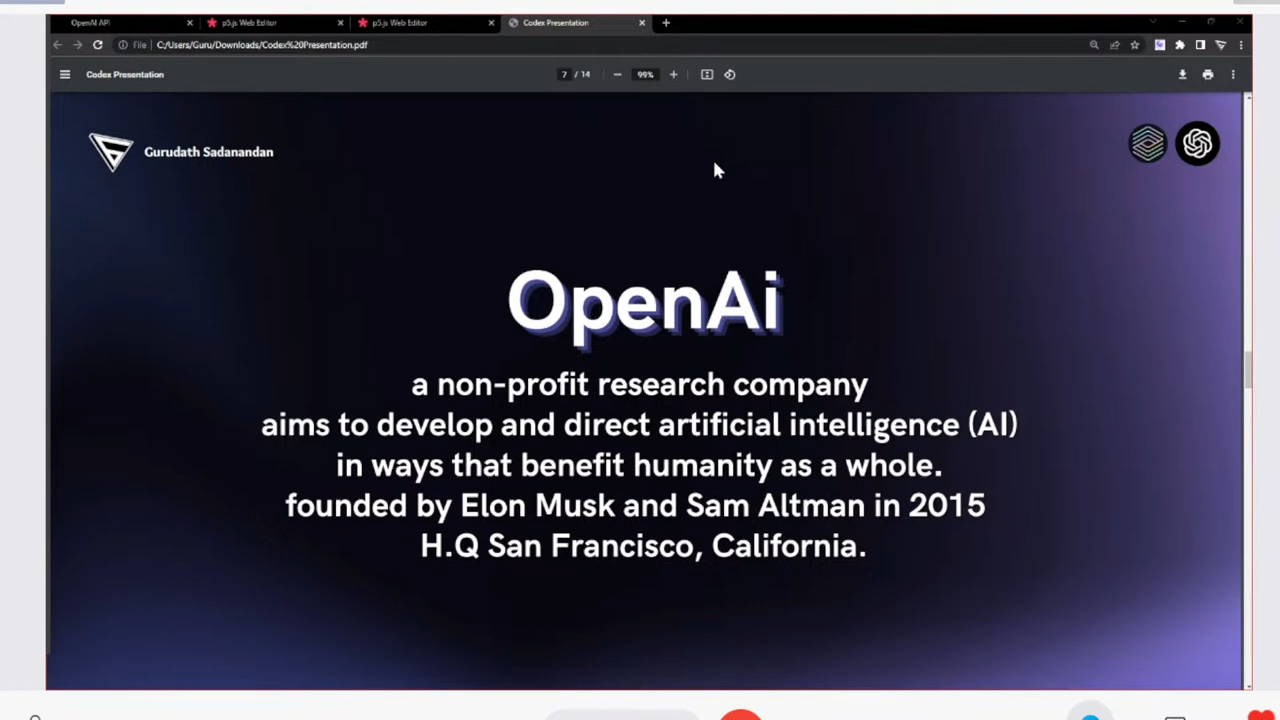 OpenAI API
p5.js Web Editor
p5.js Web Editor
Codex Presentation
File C:/Users/Guru/Downloads/Codex%20Presentation.pdf
Codex Presentation
7 / 14
99%
Gurudath Sadanandan
OpenAi
a non-profit research company
aims to develop and direct artificial intelligence (AI)
in ways that benefit humanity as a whole.
founded by Elon Musk and Sam Altman in 2015
H.Q San Francisco, California.